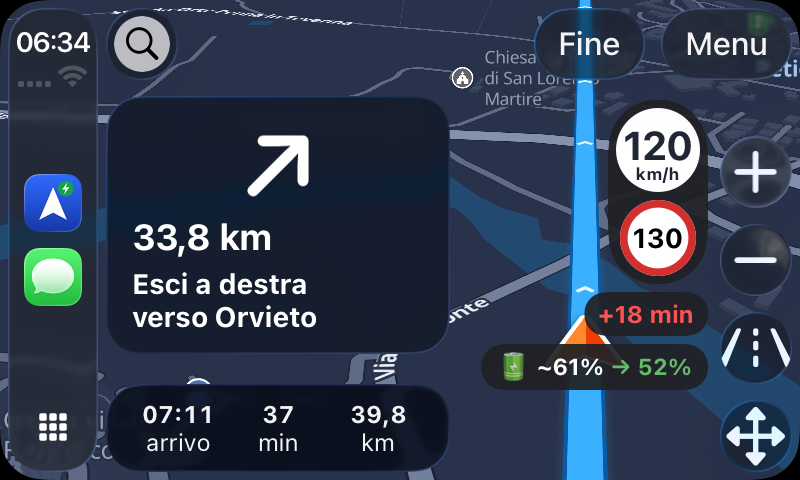 06:34
Chiesa
di San Lorenzo
Martire
Fine
Menu
120
km/h
130
33,8 km
Esci a destra
verso Orvieto
+18 min
~61% → 52%
Via
07:11
arrivo
37
min
39,8
km